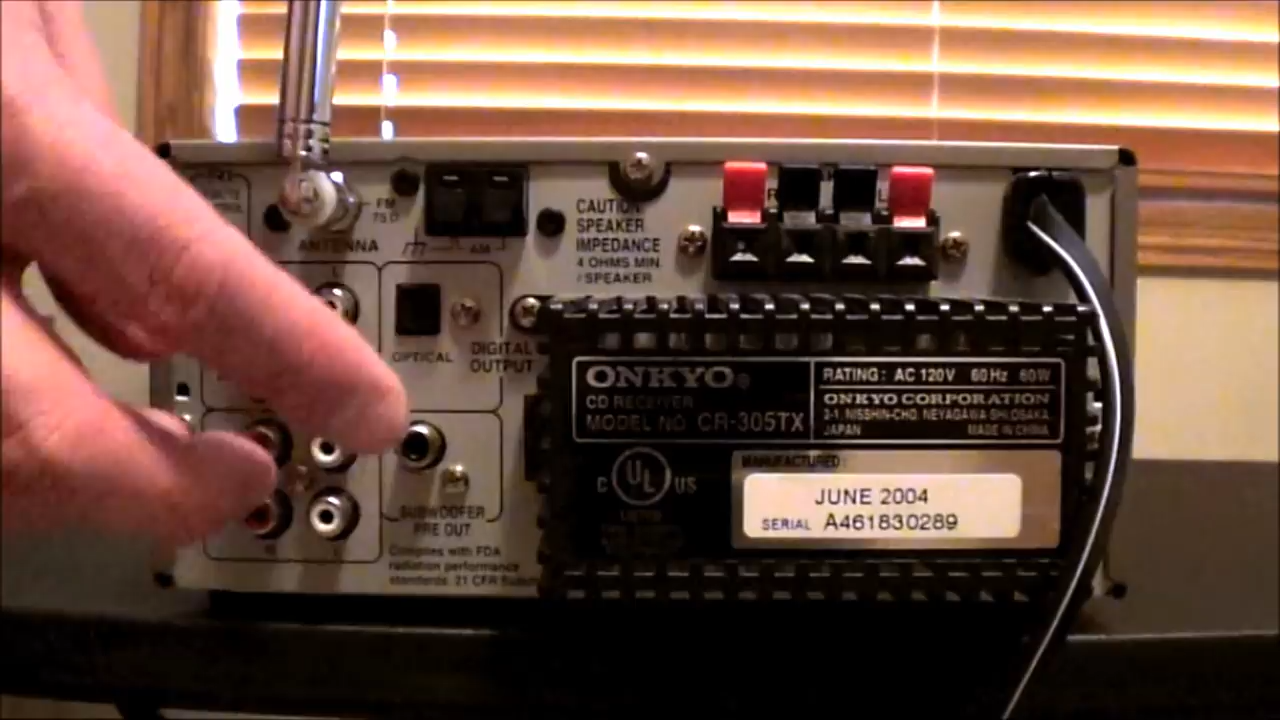 FM
75 Ω
ANTENNA
AM
CAUTION:
SPEAKER
IMPEDANCE
4 OHMS MIN.
/ SPEAKER
R
L
L
OPTICAL
DIGITAL
OUTPUT
ONKYO
CD RECEIVER
MODEL NO. CR-305TX
RATING: AC 120V 60Hz 60W
ONKYO CORPORATION
2-1, NISSHIN-CHO, NEYAGAWA-SHI, OSAKA,
JAPAN MADE IN CHINA
C UL US
LISTED
MANUFACTURED:
JUNE 2004
SERIAL A461830289
SUBWOOFER
PRE OUT
R L
Complies with FDA
radiation performance
standards, 21 CFR